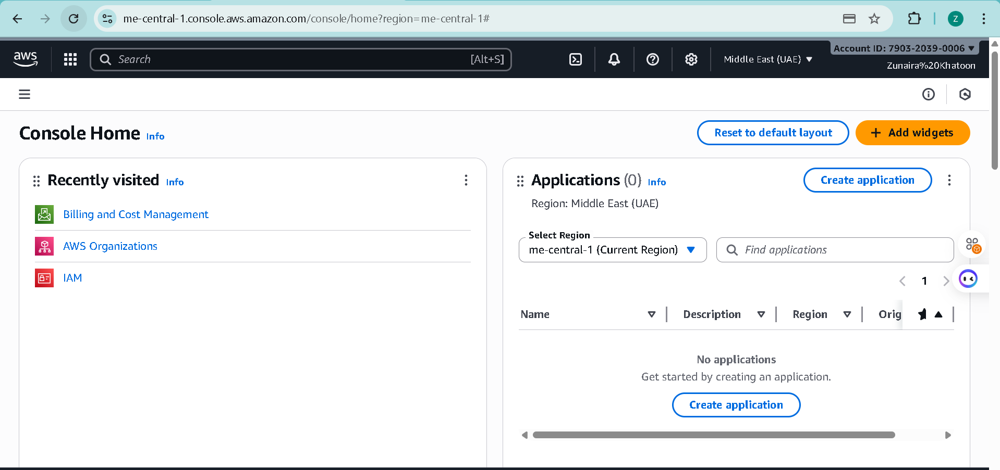 me-central-1.console.aws.amazon.com/console/home?region=me-central-1#
Z
aws
Search
[Alt+S]
Middle East (UAE)
Account ID: 7903-2039-0006
Zunaira%20Khatoon
Console Home Info
Reset to default layout
+ Add widgets
Recently visited Info
Billing and Cost Management
AWS Organizations
IAM
Applications (0) Info
Create application
Region: Middle East (UAE)
Select Region
me-central-1 (Current Region)
Find applications
1
Name
Description
Region
Orig
No applications
Get started by creating an application.
Create application